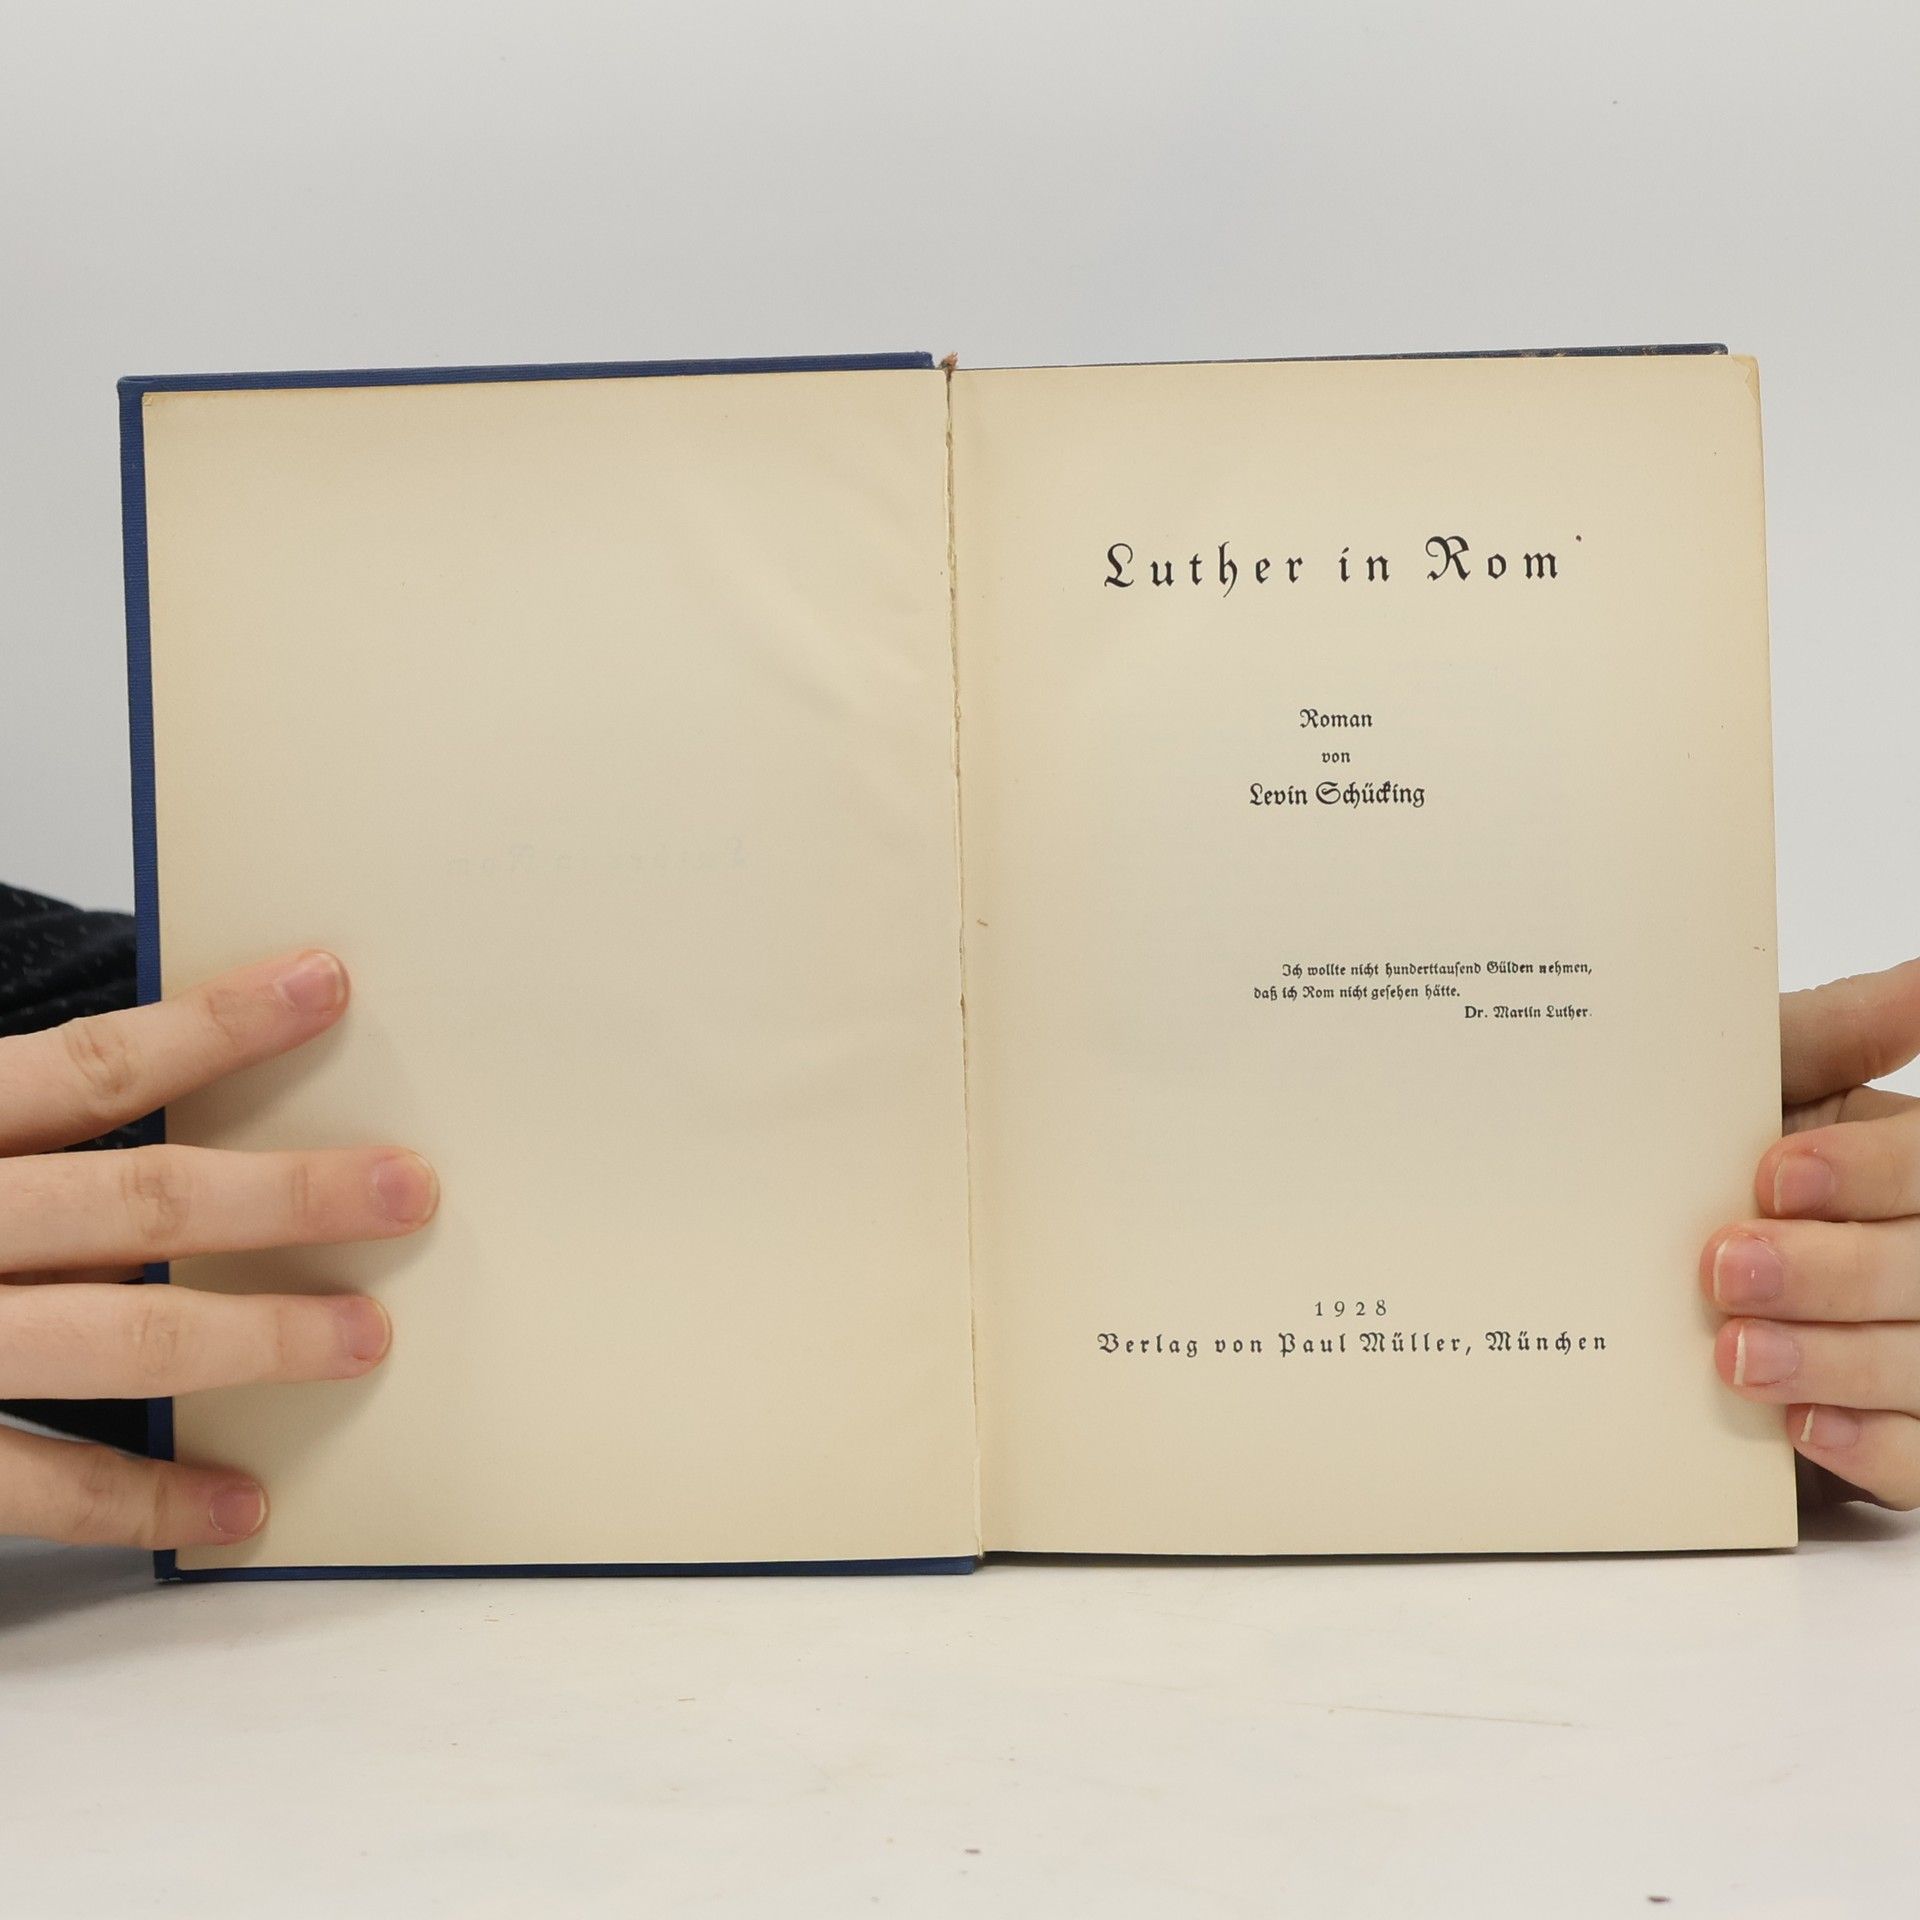 Luther in Rom
Roman
von
Levin Schücking
Ich wollte nicht hunderttausend Gülden nehmen,
daß ich Rom nicht gesehen hätte.
Dr. Martin Luther.
1928
Verlag von Paul Müller, München